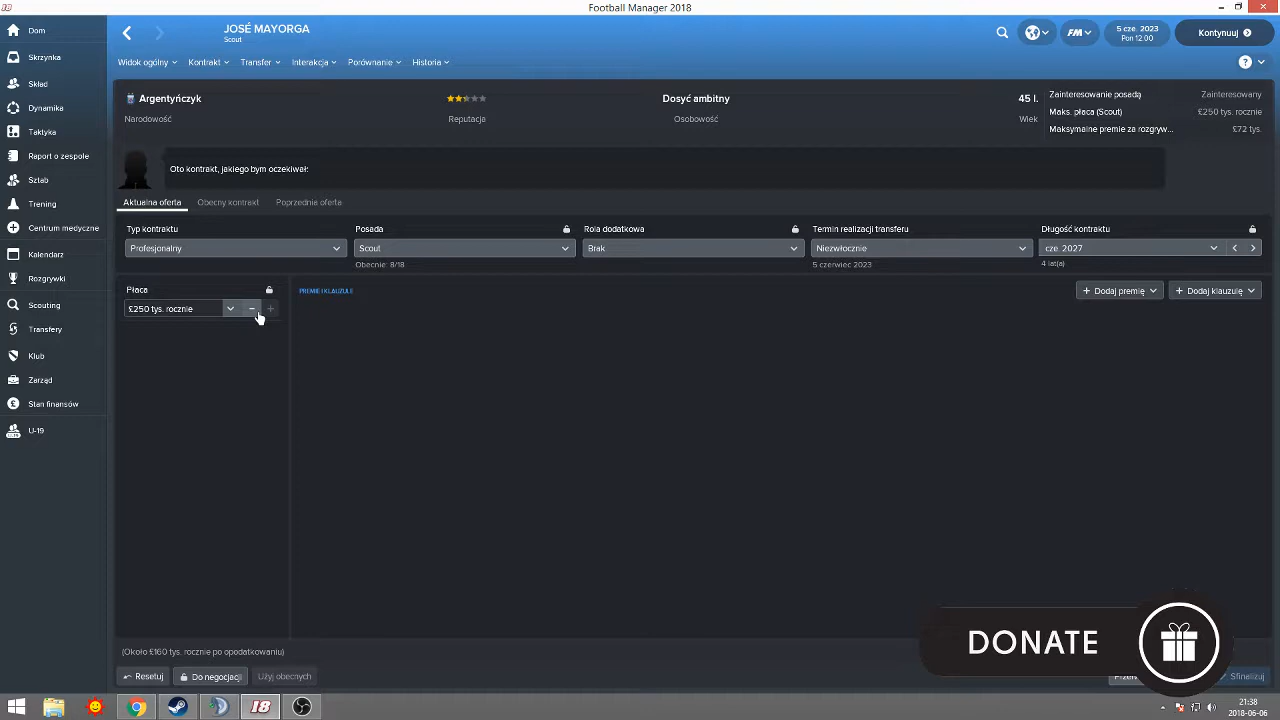 Football Manager 2018
Dom
Skrzynka
Skład
Dynamika
Taktyka
Raport o zespole
Sztab
Trening
Centrum medyczne
Kalendarz
Rozgrywki
Scouting
Transfery
Klub
Zarząd
Stan finansów
U-19
JOSÉ MAYORGA
Scout
FM
5 cze. 2023
Pon 12:00
Kontynuuj
Widok ogólny
Kontrakt
Transfer
Interakcja
Porównanie
Historia
?
Argentyńczyk
Narodowość
Reputacja
Dosyć ambitny
Osobowość
45 l.
Wiek
Zainteresowanie posadą Zainteresowany
Maks. płaca (Scout) £250 tys. rocznie
Maksymalne premie za rozgryw... £72 tys.
Oto kontrakt, jakiego bym oczekiwał:
Aktualna oferta
Obecny kontrakt
Poprzednia oferta
Typ kontraktu
Profesjonalny
Posada
Scout
Obecnie: 8/18
Rola dodatkowa
Brak
Termin realizacji transferu
Niezwłocznie
5 czerwiec 2023
Długość kontraktu
cze. 2027
4 lat(a)
Płaca
£250 tys. rocznie
PREMIE I KLAUZULE
Dodaj premię
Dodaj klauzulę
(Około £160 tys. rocznie po opodatkowaniu)
Resetuj
Do negocjacji
Użyj obecnych
Sfinalizuj
DONATE
18
21:38
2018-06-06